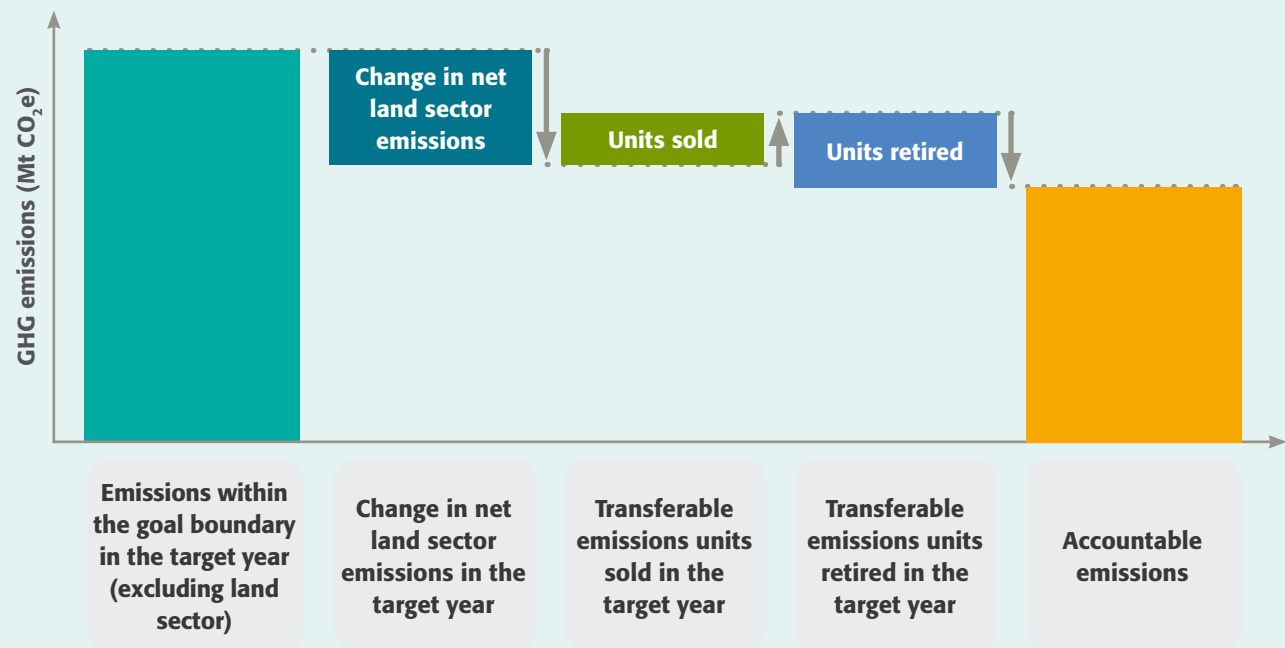 GHG emissions (Mt CO₂e)
Change in net
land sector
emissions
Units sold
Units retired
Emissions within
the goal boundary
in the target year
(excluding land
sector)
Change in net
land sector
emissions in the
target year
Transferable
emissions units
sold in the
target year
Transferable
emissions units
retired in the
target year
Accountable
emissions